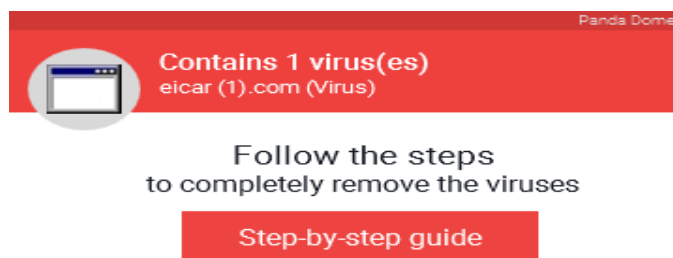 Panda Dome
Contains 1 virus(es)
eicar (1).com (Virus)
Follow the steps
to completely remove the viruses
Step-by-step guide